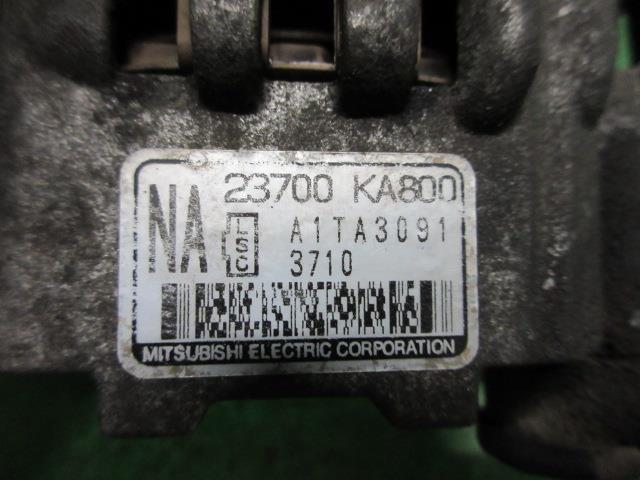 23700 KA800
NA LSC A1TA3091
3710
MITSUBISHI ELECTRIC CORPORATION